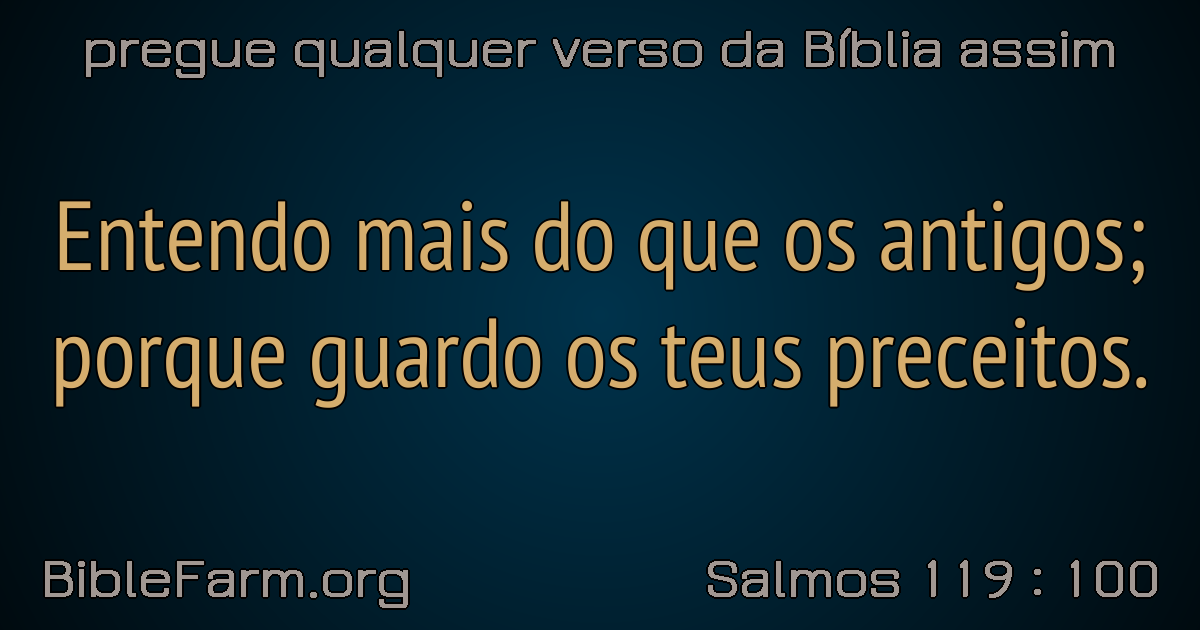 pregue qualquer verso da Bíblia assim
Entendo mais do que os antigos;
porque guardo os teus preceitos.
BibleFarm.org
Salmos 119 : 100